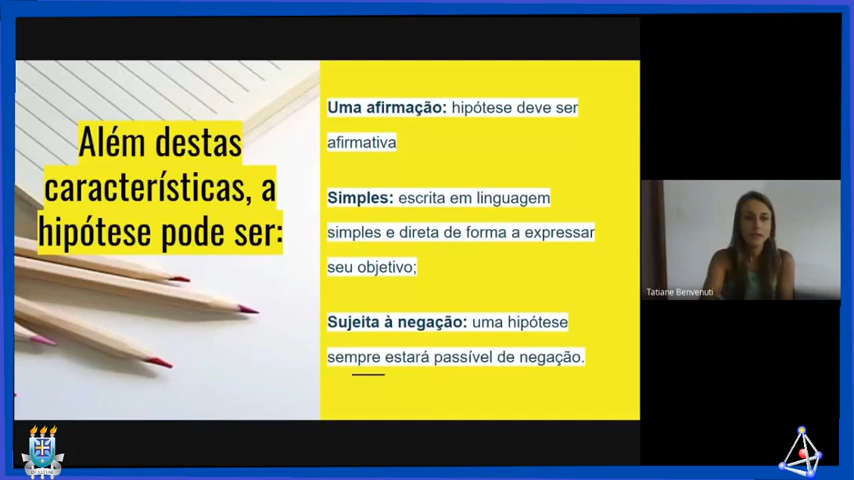 Além destas
características, a
hipótese pode ser:
Uma afirmação: hipótese deve ser
afirmativa
Simples: escrita em linguagem
simples e direta de forma a expressar
seu objetivo;
Sujeita à negação: uma hipótese
sempre estará passível de negação.
Tatiane Benvenuti